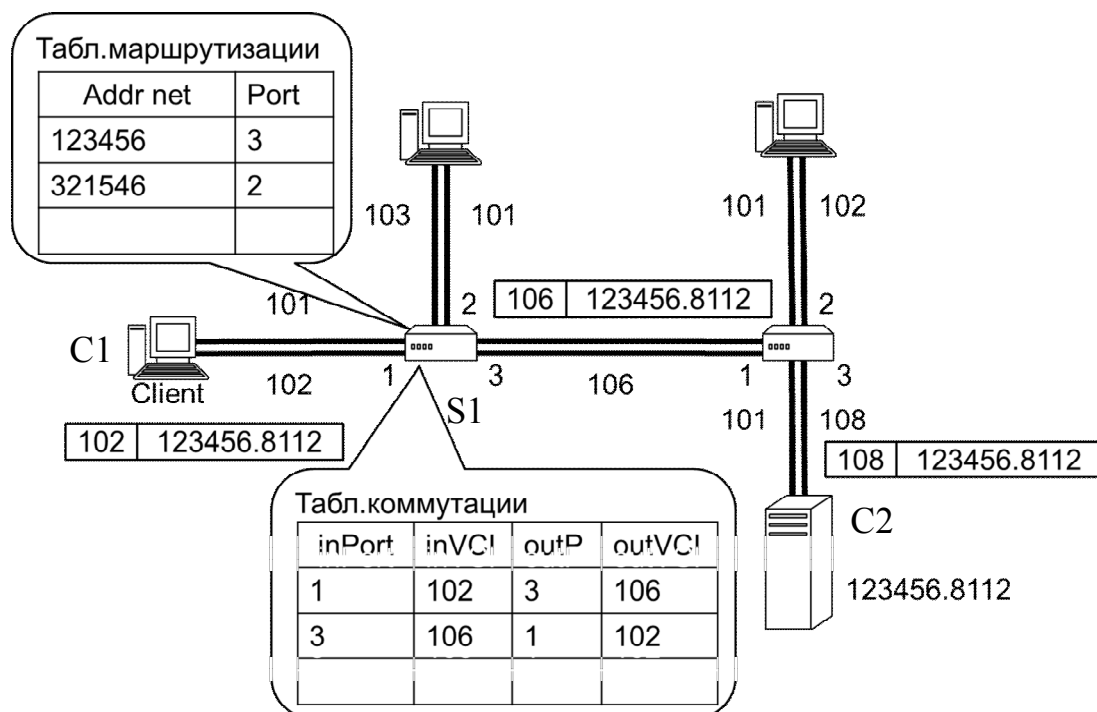 Табл.маршрутизации
Addr net Port
123456 3
321546 2
103 101
101 102
101
2
106 123456.8112
2
C1
Client
102
1
3
S1
106
1
3
101 108
102 123456.8112
108 123456.8112
C2
123456.8112
Табл.коммутации
inPort inVCI outP outVCI
1 102 3 106
3 106 1 102